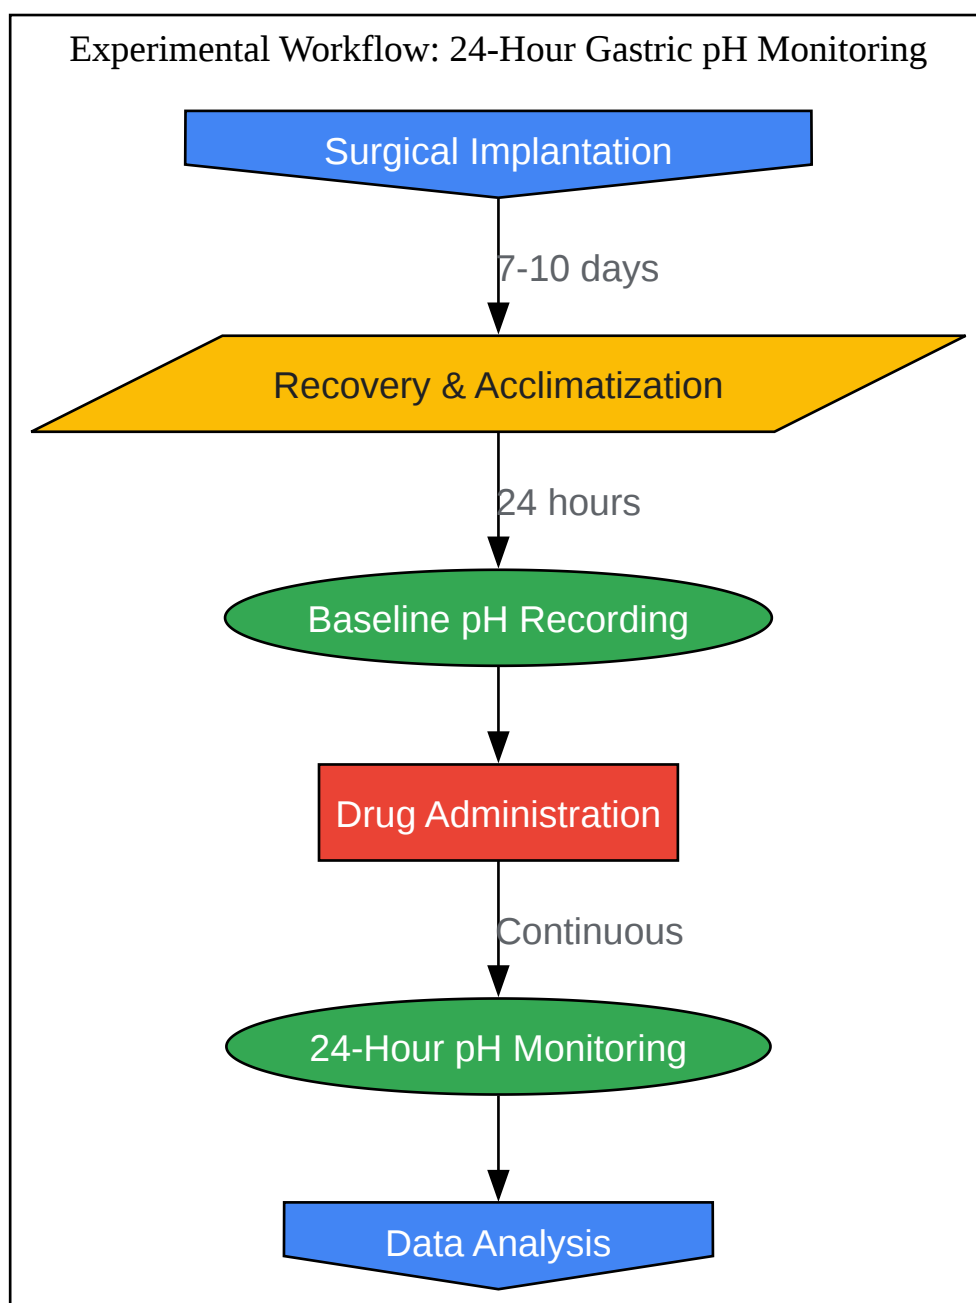 Experimental Workflow: 24-Hour Gastric pH Monitoring
Surgical Implantation
7-10 days
Recovery & Acclimatization
24 hours
Baseline pH Recording
Drug Administration
Continuous
24-Hour pH Monitoring
Data Analysis